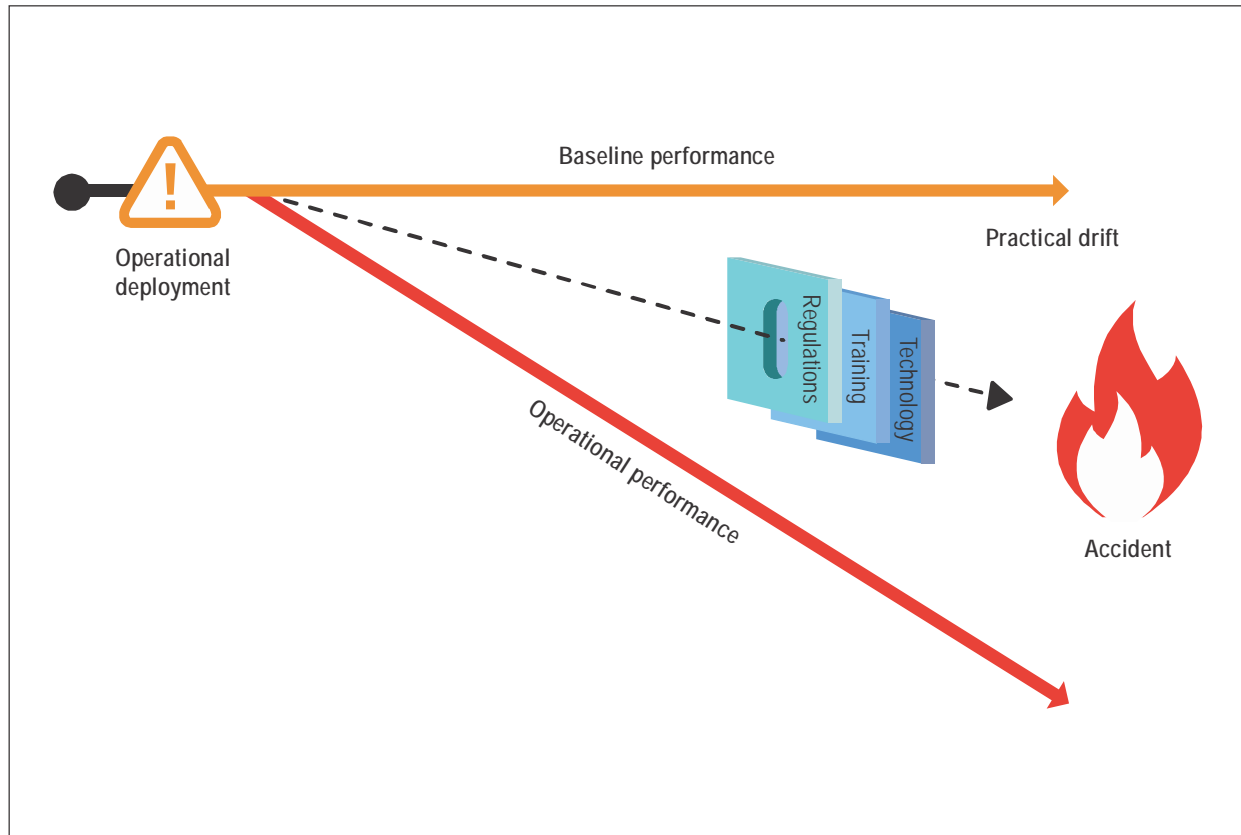 Baseline performance
Practical drift
Operational
deployment
Regulations
Training
Technology
Operational performance
Accident